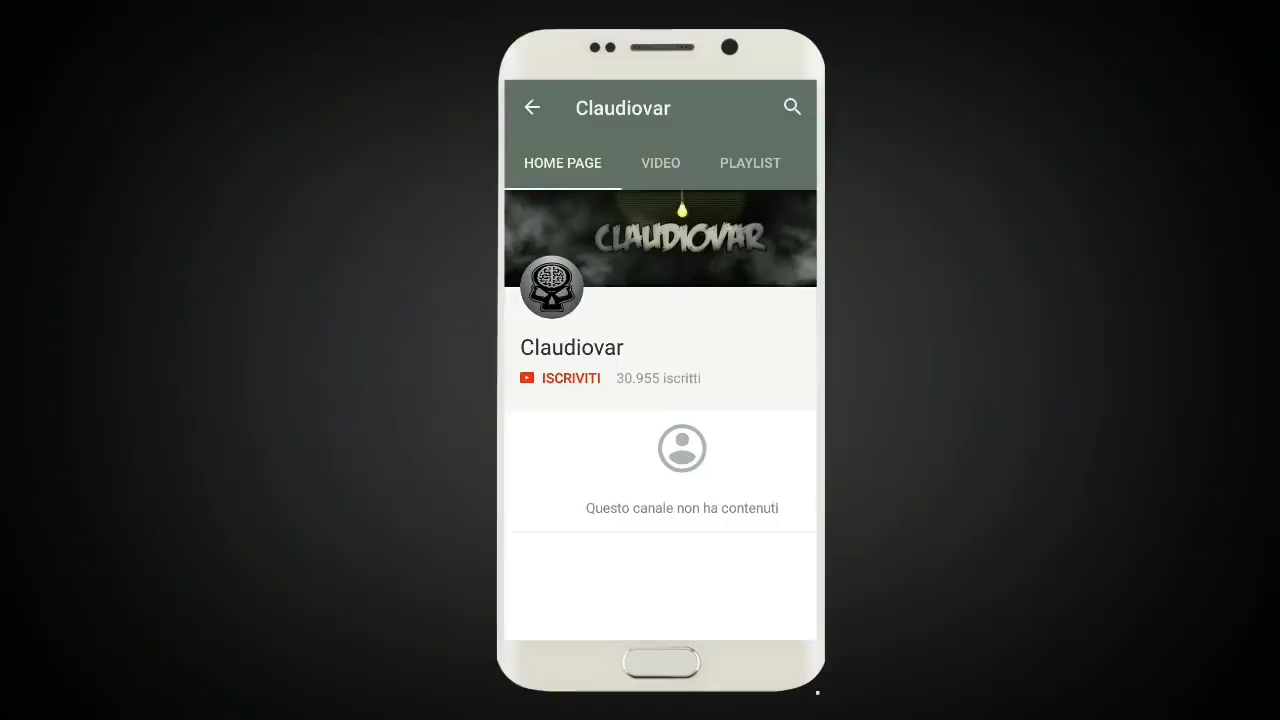 Claudiovar
HOME PAGE VIDEO PLAYLIST
CLAUDIOVAR
Claudiovar
ISCRIVITI 30.955 iscritti
Questo canale non ha contenuti